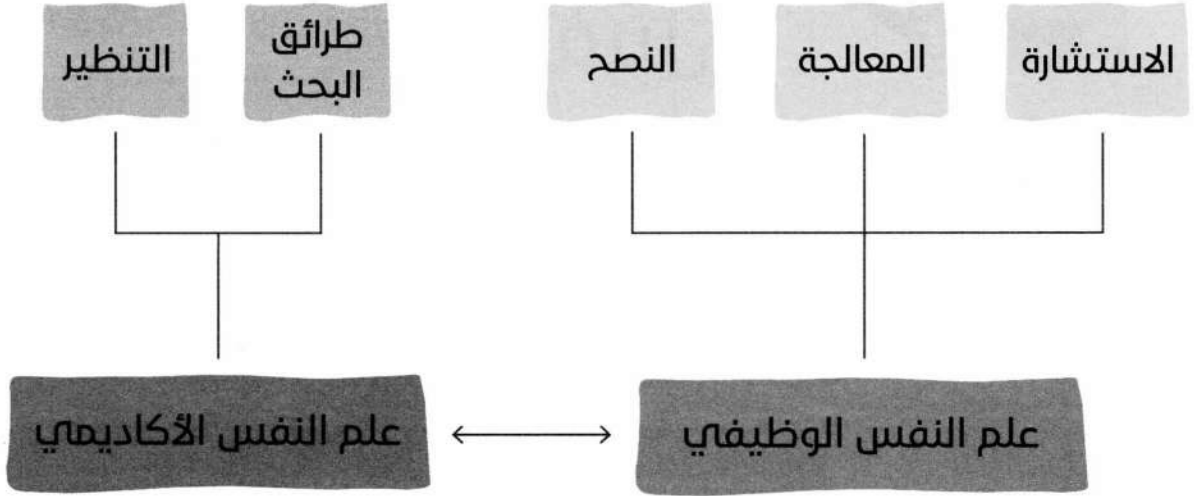 الاستشارة
المعالجة
النصح
طرائق
البحث
التنظير
علم النفس الوظيفي
علم النفس الأكاديمي